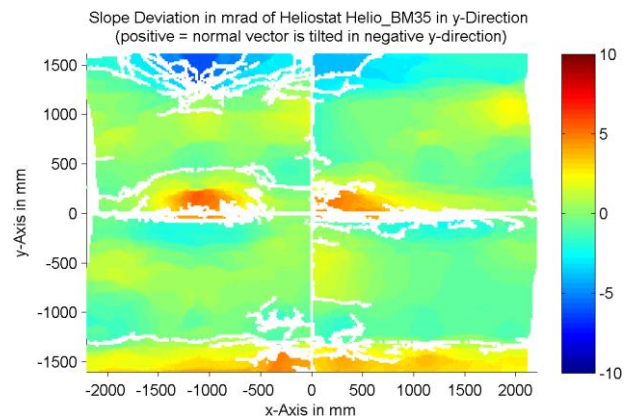 Slope Deviation in mrad of Heliostat Helio_BM35 in y-Direction
(positive = normal vector is tilted in negative y-direction)
1500
1000
500
0
-500
-1000
-1500
y-Axis in mm
-2000 -1500 -1000 -500 0 500 1000 1500 2000
x-Axis in mm
10
5
0
-5
-10